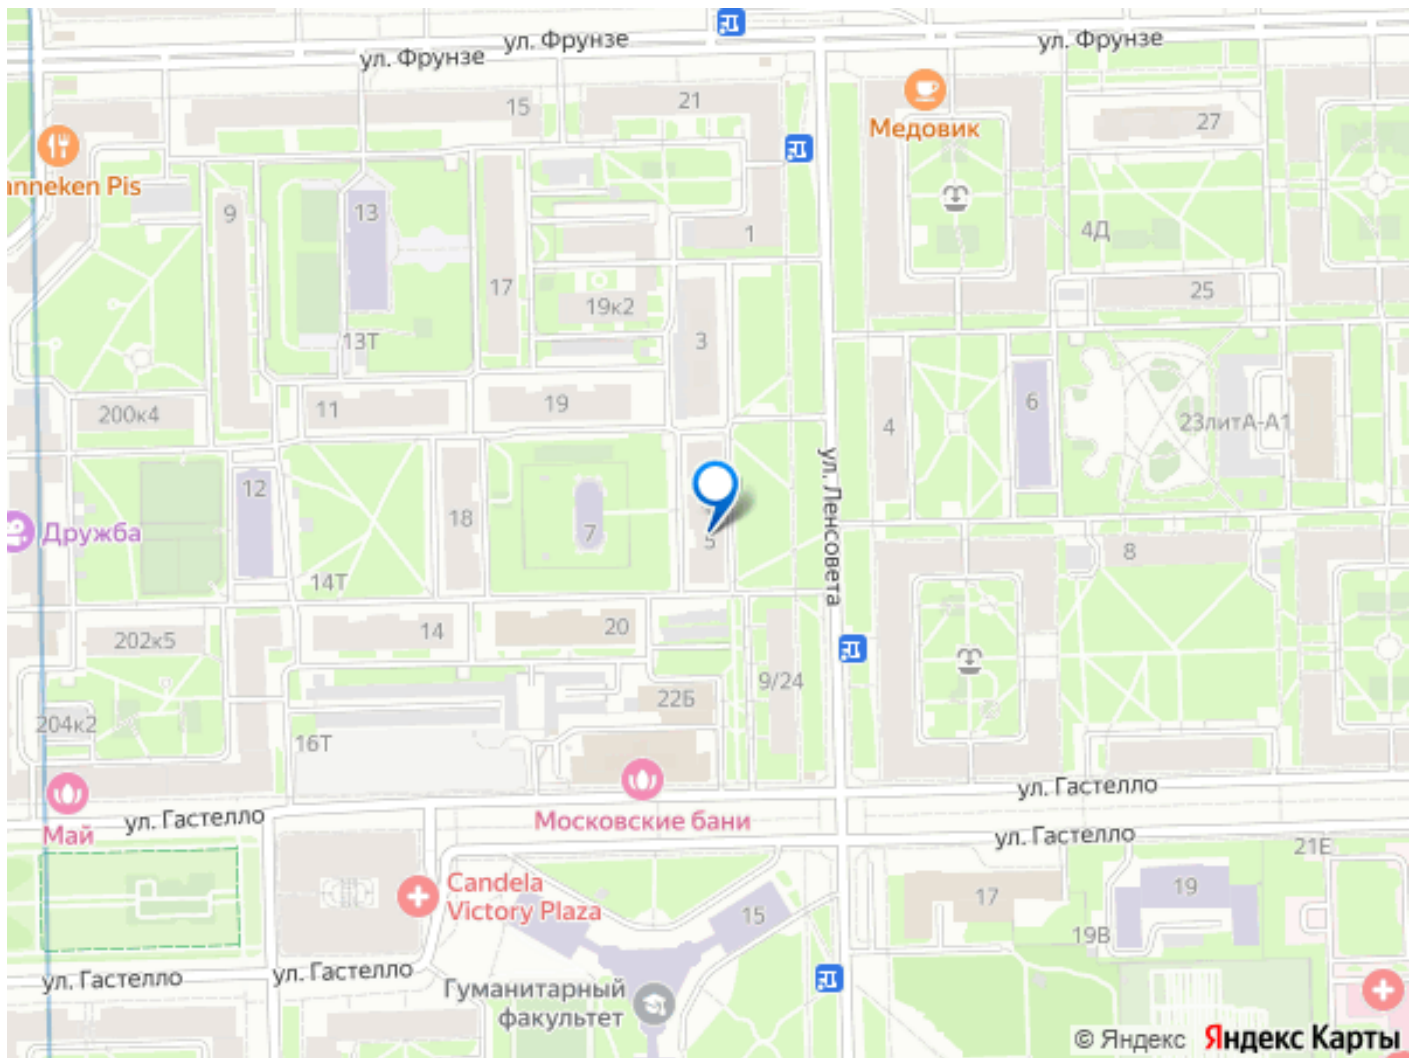 ул. Фрунзе
ул. Фрунзе
ул. Фрунзе
15
21
Медовик
27
anneken Pis
9
13
1
4Д
17
19к2
25
13Т
3
200к4
11
19
4
6
23литА-А1
ул. Ленсовета
12
18
7
5
Дружба
8
14Т
202к5
14
20
9/24
22Б
204к2
16Т
ул. Гастелло
Май
ул. Гастелло
Московские бани
ул. Гастелло
21Е
Candela
Victory Plaza
15
17
19
19В
ул. Гастелло
ул. Гастелло
Гуманитарный
факультет
© Яндекс Яндекс Карты